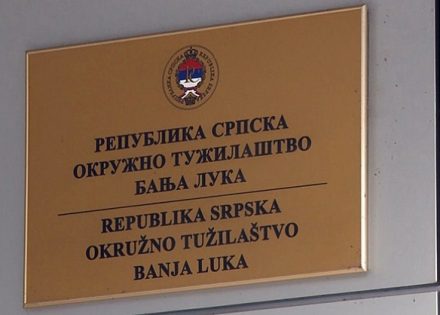 РЕПУБЛИКА СРПСКА
ОКРУЖНО ТУЖИЛАШТВО
БАЊА ЛУКА
REPUBLIKA SRPSKA
OKRUŽNO TUŽILAŠTVO
BANJA LUKA